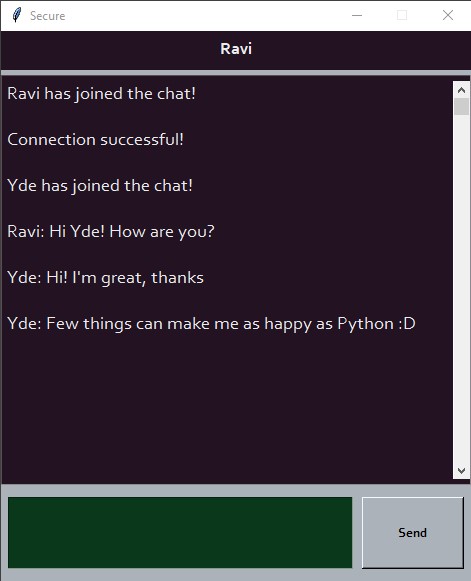 Secure
Ravi
Ravi has joined the chat!
Connection successful!
Yde has joined the chat!
Ravi: Hi Yde! How are you?
Yde: Hi! I'm great, thanks
Yde: Few things can make me as happy as Python :D
Send